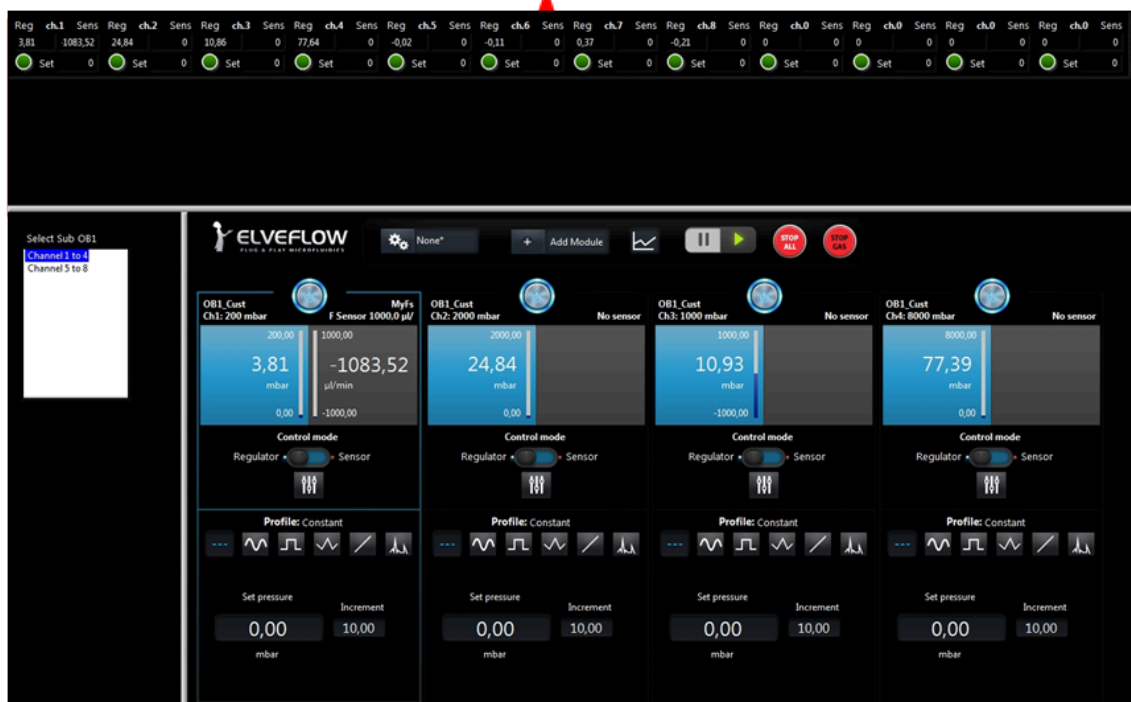 Reg ch.1 Sens Reg ch.2 Sens Reg ch.3 Sens Reg ch.4 Sens Reg ch.5 Sens Reg ch.6 Sens Reg ch.7 Sens Reg ch.8 Sens Reg ch.0 Sens Reg ch.0 Sens Reg ch.0 Sens Reg ch.0 Sens
3,81 1083,52 24,84 0 10,86 0 77,64 0 -0,02 0 -0,11 0 0,37 0 -0,21 0 0 0 0 0 0 0 0 0
Set 0 Set 0 Set 0 Set 0 Set 0 Set 0 Set 0 Set 0 Set 0 Set 0 Set 0 Set 0
Select Sub OB1
Channel 1 to 4
Channel 5 to 8
ELVEFLOW
PLUG & PLAY MICROFLUIDICS
None*
+ Add Module
STOP ALL
STOP GAS
OB1_Cust MyFs OB1_Cust OB1_Cust OB1_Cust
Ch1: 200 mbar F Sensor 1000,0 µl/ Ch2: 2000 mbar No sensor Ch3: 1000 mbar No sensor Ch4: 8000 mbar No sensor
200,00 1000,00 2000,00 1000,00 8000,00
3,81 -1083,52 24,84 10,93 77,39
mbar µl/min mbar mbar mbar
0,00 -1000,00 0,00 -1000,00 0,00
Control mode Control mode Control mode Control mode
Regulator Sensor Regulator Sensor Regulator Sensor Regulator Sensor
Profile: Constant Profile: Constant Profile: Constant Profile: Constant
Set pressure Set pressure Set pressure Set pressure
Increment Increment Increment Increment
0,00 10,00 0,00 10,00 0,00 10,00 0,00 10,00
mbar mbar mbar mbar